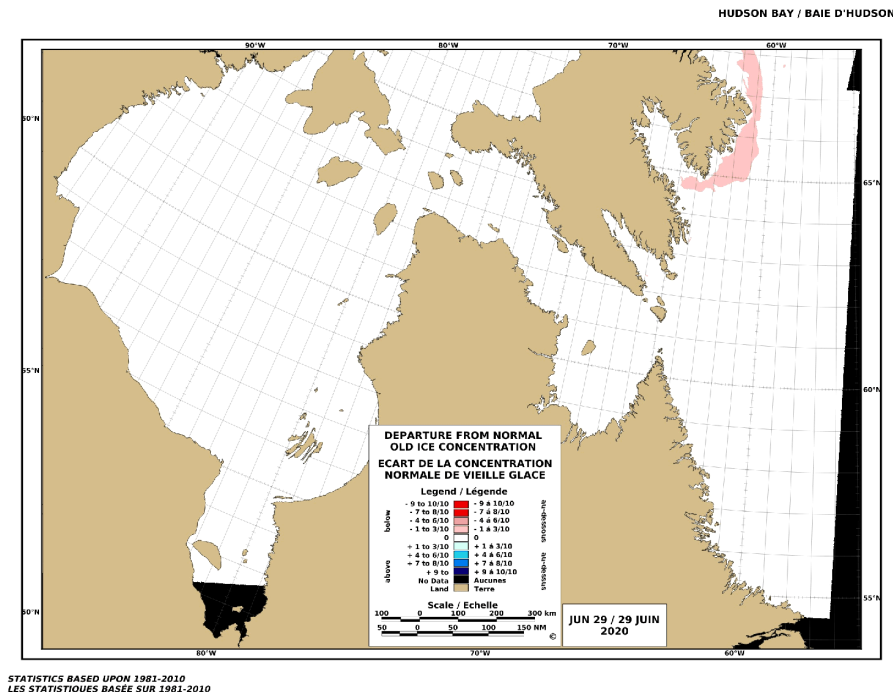 HUDSON BAY / BAIE D'HUDSON
90°W 80°W 70°W 60°W
60°N
65°N
55°N
60°N
50°N
55°N
80°W 70°W 60°W
DEPARTURE FROM NORMAL
OLD ICE CONCENTRATION
ECART DE LA CONCENTRATION
NORMALE DE VIEILLE GLACE
Legend / Légende
below
above
- 9 to 10/10 - 9 à 10/10
- 7 to 8/10 - 7 à 8/10
- 4 to 6/10 - 4 à 6/10
- 1 to 3/10 - 1 à 3/10
0 0
+ 1 to 3/10 + 1 à 3/10
+ 4 to 6/10 + 4 à 6/10
+ 7 to 8/10 + 7 à 8/10
+ 9 to + 9 à 10/10
No Data Aucunes
Land Terre
au-dessous
au-dessus
Scale / Echelle
100 0 100 200 300 km
50 0 50 100 150 NM
©
JUN 29 / 29 JUIN
2020
STATISTICS BASED UPON 1981-2010
LES STATISTIQUES BASÉE SUR 1981-2010